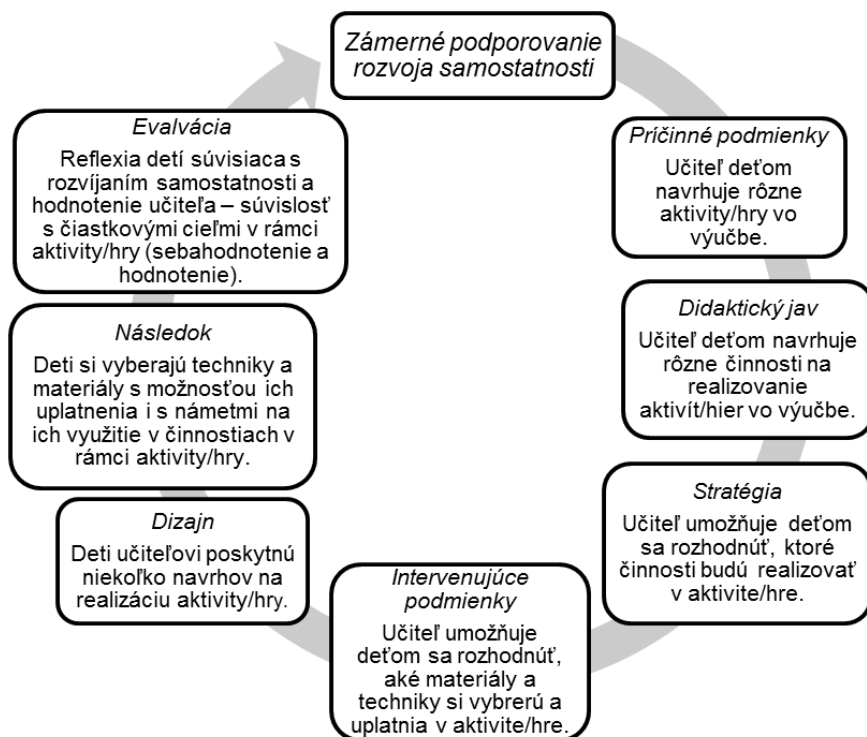 Zámerné podporovanie
rozvoja samostatnosti
Príčinné podmienky
Učiteľ deťom
navrhuje rôzne
aktivity/hry vo
výučbe.
Didaktický jav
Učiteľ deťom navrhuje
rôzne činnosti na
realizovanie
aktivít/hier vo výučbe.
Stratégia
Učiteľ umožňuje deťom
sa rozhodnúť, ktoré
činnosti budú realizovať
v aktivite/hre.
Intervenujúce
podmienky
Učiteľ umožňuje
deťom sa rozhodnúť,
aké materiály a
techniky si vybrerú a
uplatnia v aktivite/hre.
Dizajn
Deti učiteľovi poskytnú
niekoľko navrhov na
realizáciu aktivity/hry.
Následok
Deti si vyberajú techniky a
materiály s možnosťou ich
uplatnenia i s námetmi na
ich využitie v činnostiach v
rámci aktivity/hry.
Evalvácia
Reflexia detí súvisiaca s
rozvíjaním samostatnosti a
hodnotenie učiteľa – súvislosť
s čiastkovými cieľmi v rámci
aktivity/hry (sebahodnotenie a
hodnotenie).